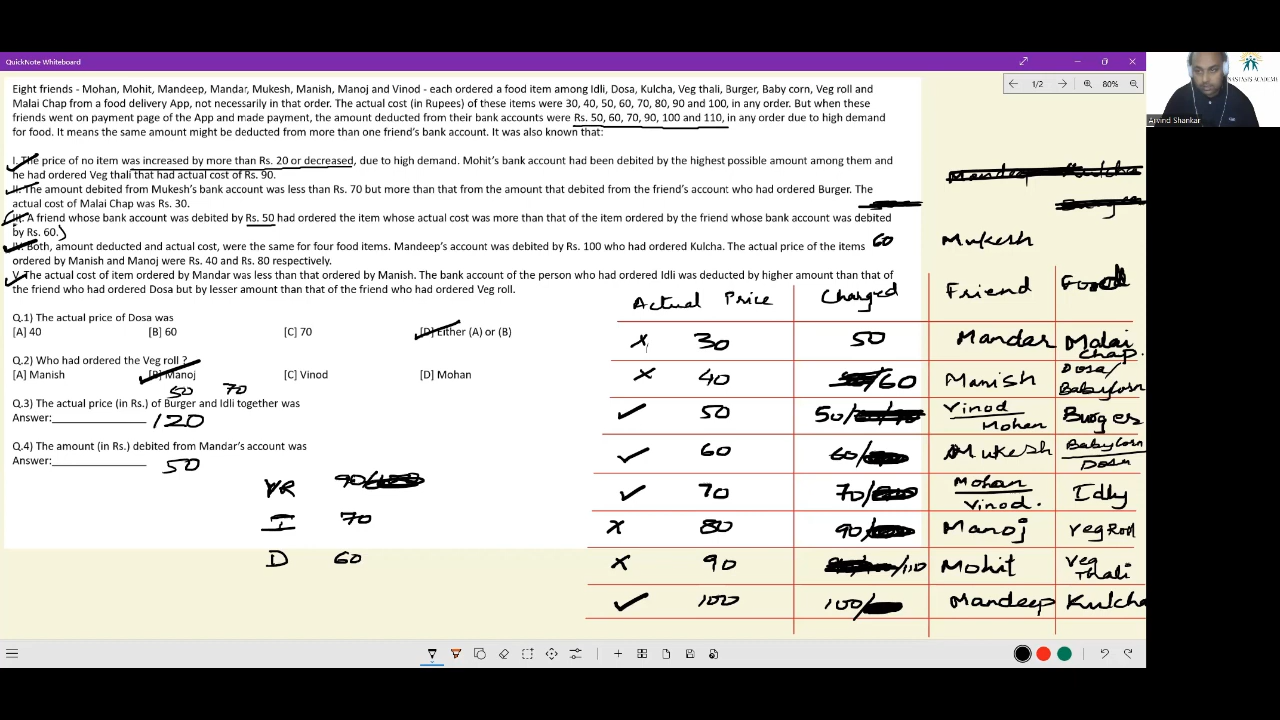 QuickNote Whiteboard
1/2
80%
Eight friends - Mohan, Mohit, Mandeep, Mandar, Mukesh, Manish, Manoj and Vinod - each ordered a food item among Idli, Dosa, Kulcha, Veg thali, Burger, Baby corn, Veg roll and
Malai Chap from a food delivery App, not necessarily in that order. The actual cost (in Rupees) of these items were 30, 40, 50, 60, 70, 80, 90 and 100, in any order. But when these
friends went on payment page of the App and made payment, the amount deducted from their bank accounts were Rs. 50, 60, 70, 90, 100 and 110, in any order due to high demand
for food. It means the same amount might be deducted from more than one friend's bank account. It was also known that:
I. The price of no item was increased by more than Rs. 20 or decreased, due to high demand. Mohit's bank account had been debited by the highest possible amount among them and
he had ordered Veg thali that had actual cost of Rs. 90.
II. The amount debited from Mukesh's bank account was less than Rs. 70 but more than that from the amount that debited from the friend's account who had ordered Burger. The
actual cost of Malai Chap was Rs. 30.
III. A friend whose bank account was debited by Rs. 50 had ordered the item whose actual cost was more than that of the item ordered by the friend whose bank account was debited
by Rs. 60.
IV. Both, amount deducted and actual cost, were the same for four food items. Mandeep's account was debited by Rs. 100 who had ordered Kulcha. The actual price of the items
ordered by Manish and Manoj were Rs. 40 and Rs. 80 respectively.
V. The actual cost of item ordered by Mandar was less than that ordered by Manish. The bank account of the person who had ordered Idli was deducted by higher amount than that of
the friend who had ordered Dosa but by lesser amount than that of the friend who had ordered Veg roll.
Q.1) The actual price of Dosa was
[A] 40 [B] 60 [C] 70 [D] Either (A) or (B)
Q.2) Who had ordered the Veg roll ?
[A] Manish [B] Manoj [C] Vinod [D] Mohan
50 70
Q.3) The actual price (in Rs.) of Burger and Idli together was
Answer: 120
Q.4) The amount (in Rs.) debited from Mandar's account was
Answer: 50
VR 90/
I 70
D 60
Mandeep Kulcha
Burger
60 Mukesh
Actual Price Charged Friend Food
x 30 50 Mandar Malai Chap.
x 40 /60 Manish Dosa/ Babycorn
✓ 50 50/ Vinod/Mohan Burger
✓ 60 60/ Mukesh Babycorn/Dosa
✓ 70 70/ Mohan/Vinod. Idly
x 80 90/ Manoj Veg Roll
x 90 /110 Mohit Veg Thali
✓ 100 100/ Mandeep Kulcha
Arvind Shankar